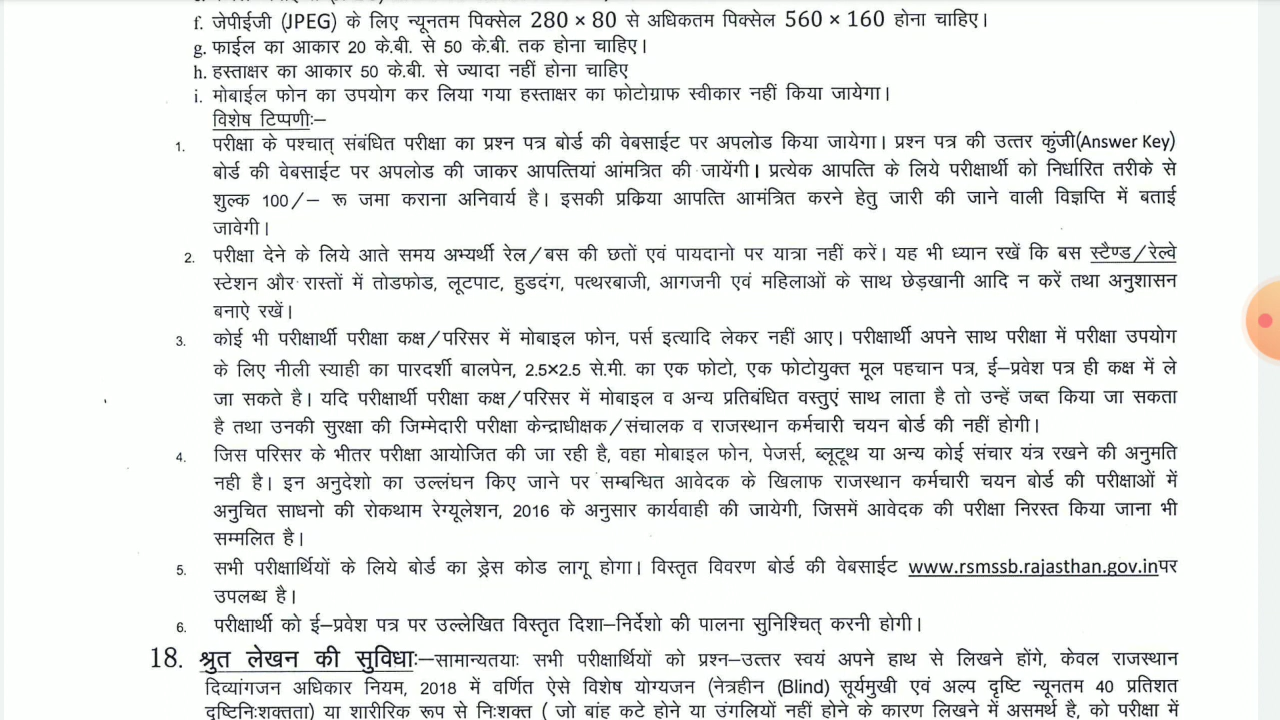 f. जेपीईजी (JPEG) के लिए न्यूनतम पिक्सेल 280 × 80 से अधिकतम पिक्सेल 560 × 160 होना चाहिए।
g. फाईल का आकार 20 के.बी. से 50 के.बी. तक होना चाहिए।
h. हस्ताक्षर का आकार 50 के.बी. से ज्यादा नहीं होना चाहिए
i. मोबाईल फोन का उपयोग कर लिया गया हस्ताक्षर का फोटोग्राफ स्वीकार नहीं किया जायेगा।
विशेष टिप्पणीः–
1. परीक्षा के पश्चात् संबंधित परीक्षा का प्रश्न पत्र बोर्ड की वेबसाईट पर अपलोड किया जायेगा। प्रश्न पत्र की उत्तर कुंजी(Answer Key)
बोर्ड की वेबसाईट पर अपलोड की जाकर आपत्तियां आंमत्रित की जायेंगी। प्रत्येक आपत्ति के लिये परीक्षार्थी को निर्धारित तरीके से
शुल्क 100/– रू जमा कराना अनिवार्य है। इसकी प्रकिया आपत्ति आमंत्रित करने हेतु जारी की जाने वाली विज्ञप्ति में बताई
जावेगी।
2. परीक्षा देने के लिये आते समय अभ्यर्थी रेल/बस की छतों एवं पायदानो पर यात्रा नहीं करें। यह भी ध्यान रखें कि बस स्टैण्ड/रेल्वे
स्टेशन और रास्तों में तोडफोड, लूटपाट, हुडदंग, पत्थरबाजी, आगजनी एवं महिलाओं के साथ छेड़खानी आदि न करें तथा अनुशासन
बनाऐ रखें।
3. कोई भी परीक्षार्थी परीक्षा कक्ष/परिसर में मोबाइल फोन, पर्स इत्यादि लेकर नहीं आए। परीक्षार्थी अपने साथ परीक्षा में परीक्षा उपयोग
के लिए नीली स्याही का पारदर्शी बालपेन, 2.5×2.5 से.मी. का एक फोटो, एक फोटोयुक्त मूल पहचान पत्र, ई–प्रवेश पत्र ही कक्ष में ले
जा सकते है। यदि परीक्षार्थी परीक्षा कक्ष/परिसर में मोबाइल व अन्य प्रतिबंधित वस्तुएं साथ लाता है तो उन्हें जब्त किया जा सकता
है तथा उनकी सुरक्षा की जिम्मेदारी परीक्षा केन्द्राधीक्षक/संचालक व राजस्थान कर्मचारी चयन बोर्ड की नहीं होगी।
4. जिस परिसर के भीतर परीक्षा आयोजित की जा रही है, वहा मोबाइल फोन, पेजर्स, ब्लूटूथ या अन्य कोई संचार यंत्र रखने की अनुमति
नही है। इन अनुदेशो का उल्लंघन किए जाने पर सम्बन्धित आवेदक के खिलाफ राजस्थान कर्मचारी चयन बोर्ड की परीक्षाओं में
अनुचित साधनो की रोकथाम रेग्यूलेशन, 2016 के अनुसार कार्यवाही की जायेगी, जिसमें आवेदक की परीक्षा निरस्त किया जाना भी
सम्मलित है।
5. सभी परीक्षार्थियों के लिये बोर्ड का ड्रेस कोड लागू होगा। विस्तृत विवरण बोर्ड की वेबसाईट www.rsmssb.rajasthan.gov.inपर
उपलब्ध है।
6. परीक्षार्थी को ई–प्रवेश पत्र पर उल्लेखित विस्तृत दिशा–निर्देशो की पालना सुनिश्चित् करनी होगी।
18. श्रुत लेखन की सुविधाः–सामान्यतयाः सभी परीक्षार्थियों को प्रश्न–उत्तर स्वयं अपने हाथ से लिखने होंगे, केवल राजस्थान
दिव्यांगजन अधिकार नियम, 2018 में वर्णित ऐसे विशेष योग्यजन (नेत्रहीन (Blind) सूर्यमुखी एवं अल्प दृष्टि न्यूनतम 40 प्रतिशत
दृष्टिनिःशक्तता) या शारीरिक रूप से निःशक्त ( जो बांह कटे होने या उंगलियों नहीं होने के कारण लिखने में असमर्थ है, को परीक्षा में